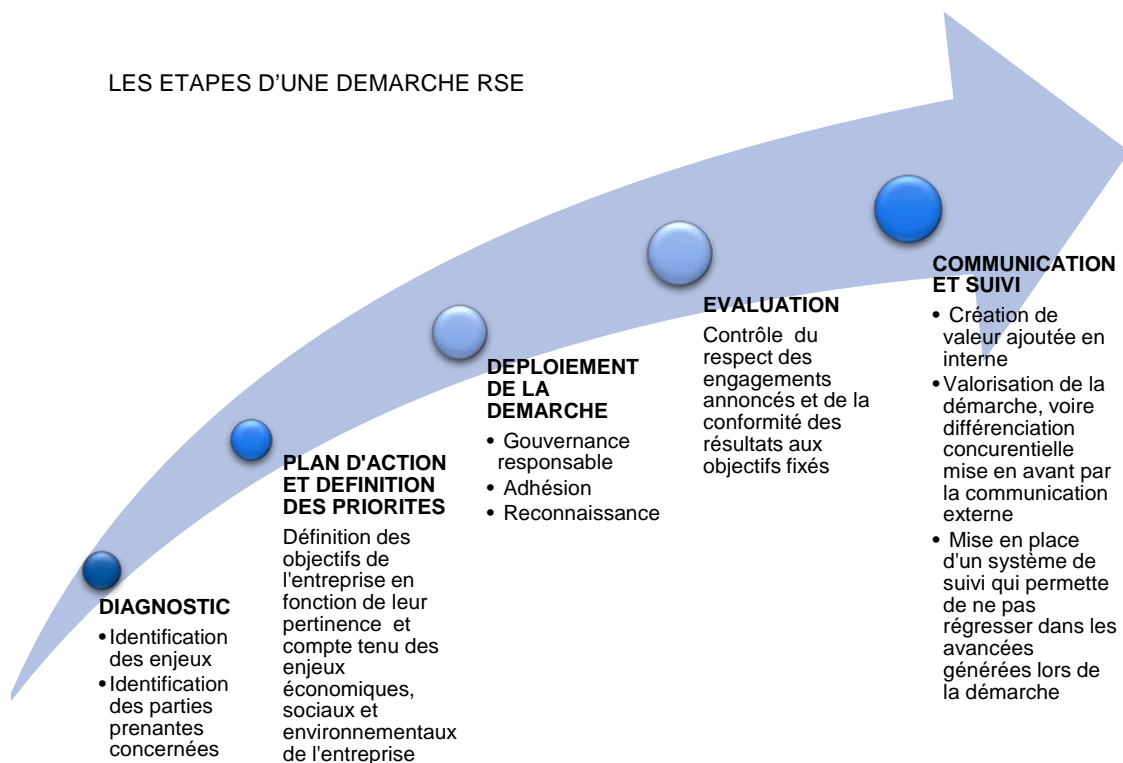 LES ETAPES D'UNE DEMARCHE RSE
DIAGNOSTIC
• Identification
des enjeux
• Identification
des parties
prenantes
concernées
PLAN D'ACTION
ET DEFINITION
DES PRIORITES
Définition des
objectifs de
l'entreprise en
fonction de leur
pertinence et
compte tenu des
enjeux
économiques,
sociaux et
environnementaux
de l'entreprise
DEPLOIEMENT
DE LA
DEMARCHE
• Gouvernance
responsable
• Adhésion
• Reconnaissance
EVALUATION
Contrôle du
respect des
engagements
annoncés et de la
conformité des
résultats aux
objectifs fixés
COMMUNICATION
ET SUIVI
• Création de
valeur ajoutée en
interne
• Valorisation de la
démarche, voire
différenciation
concurentielle
mise en avant par
la communication
externe
• Mise en place
d'un système de
suivi qui permette
de ne pas
régresser dans les
avancées
générées lors de
la démarche